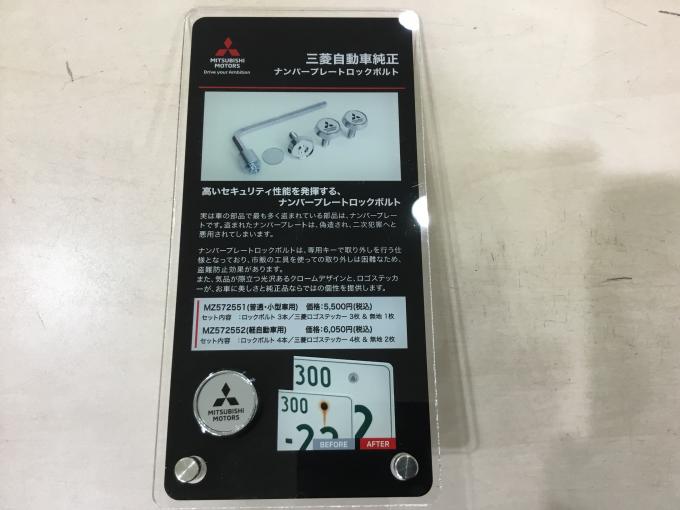 MITSUBISHI
MOTORS
Drive your Ambition
三菱自動車純正
ナンバープレートロックボルト
高いセキュリティ性能を発揮する、
ナンバープレートロックボルト
実は車の部品で最も多く盗まれている部品は、ナンバープレー
トです。盗まれたナンバープレートは、偽造され、二次犯罪へと
悪用されてしまいます。
ナンバープレートロックボルトは、専用キーで取り外しを行う仕
様となっており、市販の工具を使っての取り外しは困難なため、
盗難防止効果があります。
また、気品が際立つ光沢あるクロームデザインと、ロゴステッカ
ーが、お車に美しさと純正品ならではの個性を提供します。
MZ572551(普通・小型車用) 価格:5,500円(税込)
セット内容 :ロックボルト 3本/三菱ロゴステッカー 3枚 & 無地 1枚
MZ572552(軽自動車用) 価格:6,050円(税込)
セット内容 :ロックボルト 4本/三菱ロゴステッカー 4枚 & 無地 2枚
MITSUBISHI
MOTORS
300
300
-22
2
BEFORE
AFTER